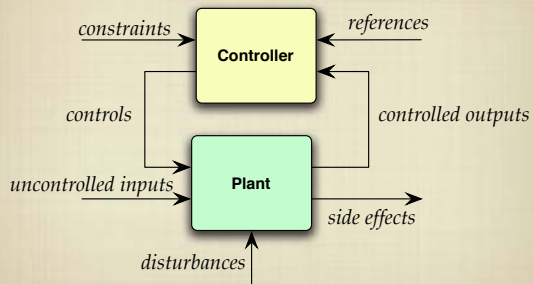 constraints
references
Controller
controls
controlled outputs
uncontrolled inputs
Plant
side effects
disturbances